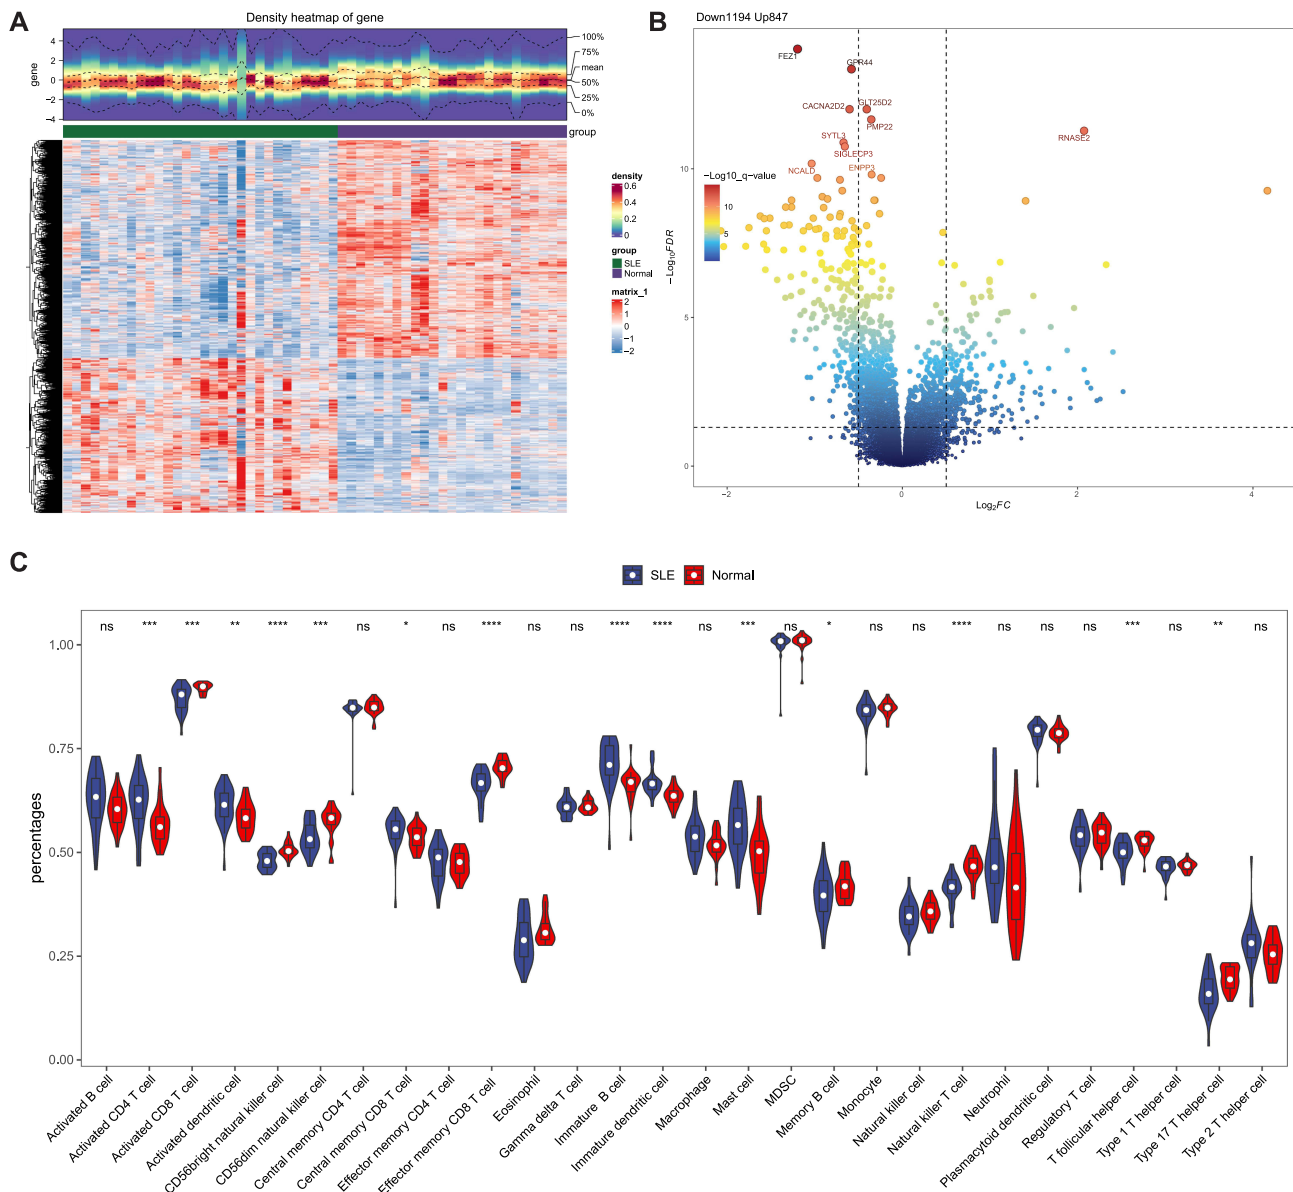 A
Density heatmap of gene
gene
4
2
0
−2
−4
100%
75%
mean
50%
25%
0%
group
density
0.6
0.4
0.2
0
group
SLE
Normal
matrix_1
2
1
0
−1
−2
B
Down1194 Up847
FEZ1
GPR44
CACNA2D2
GLT25D2
PMP22
RNASE2
SYTL3
SIGLECP3
NCALD
ENPP3
−Log10_q−value
10
5
−Log₁₀FDR
10
5
0
−2
0
2
4
Log₂FC
C
SLE
Normal
ns *** *** ** **** *** ns * ns **** ns ns **** **** ns *** ns * ns ns **** ns ns ns *** ns ** ns
percentages
1.00
0.75
0.50
0.25
0.00
Activated B cell
Activated CD4 T cell
Activated CD8 T cell
Activated dendritic cell
CD56bright natural killer cell
CD56dim natural killer cell
Central memory CD4 T cell
Central memory CD8 T cell
Effector memory CD4 T cell
Effector memory CD8 T cell
Eosinophil
Gamma delta T cell
Immature B cell
Immature dendritic cell
Macrophage
Mast cell
MDSC
Memory B cell
Monocyte
Natural killer cell
Natural killer T cell
Neutrophil
Plasmacytoid dendritic cell
Regulatory T cell
T follicular helper cell
Type 1 T helper cell
Type 17 T helper cell
Type 2 T helper cell